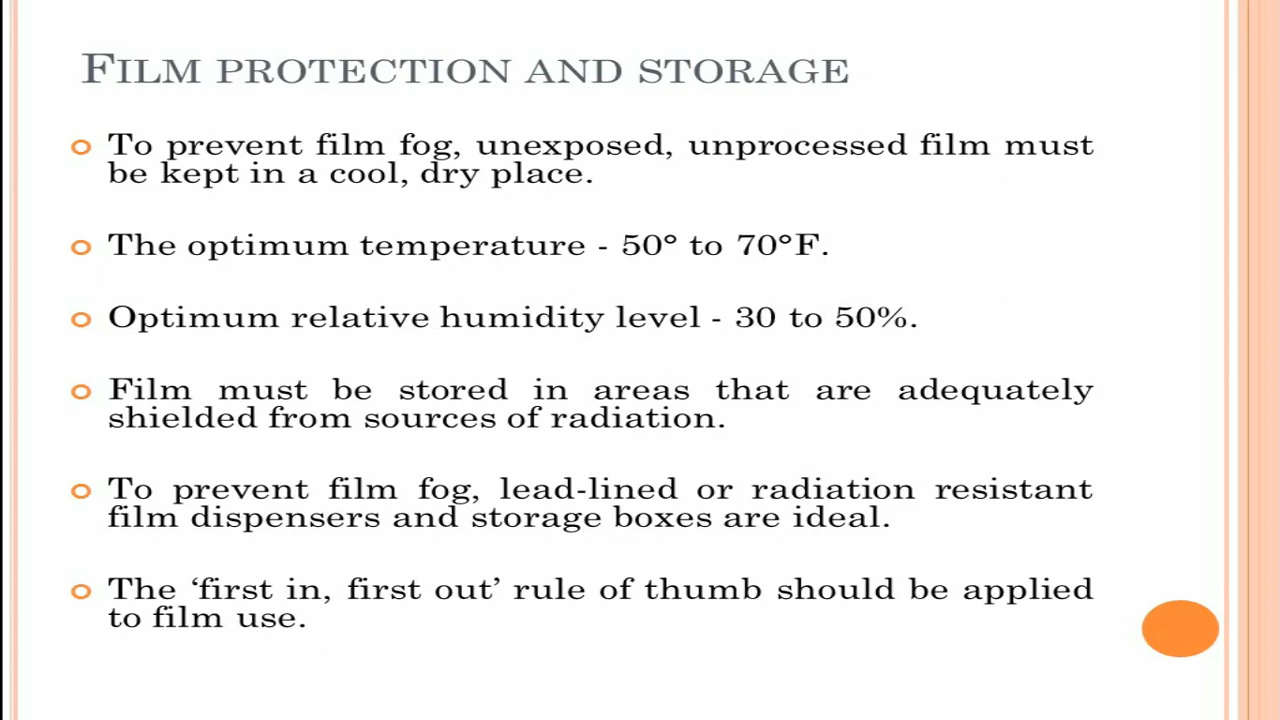 FILM PROTECTION AND STORAGE
To prevent film fog, unexposed, unprocessed film must
be kept in a cool, dry place.
The optimum temperature - 50° to 70°F.
Optimum relative humidity level - 30 to 50%.
Film must be stored in areas that are adequately
shielded from sources of radiation.
To prevent film fog, lead-lined or radiation resistant
film dispensers and storage boxes are ideal.
The ‘first in, first out’ rule of thumb should be applied
to film use.